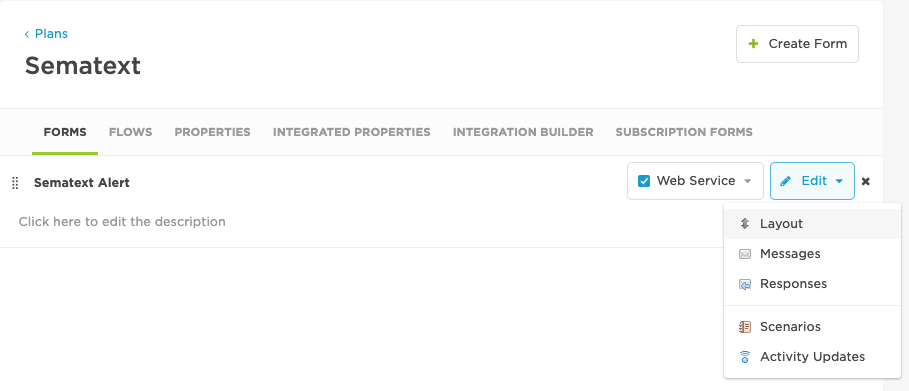 ‹ Plans
Sematext
+ Create Form
FORMS FLOWS PROPERTIES INTEGRATED PROPERTIES INTEGRATION BUILDER SUBSCRIPTION FORMS
Sematext Alert Web Service Edit
Click here to edit the description
Layout
Messages
Responses
Scenarios
Activity Updates